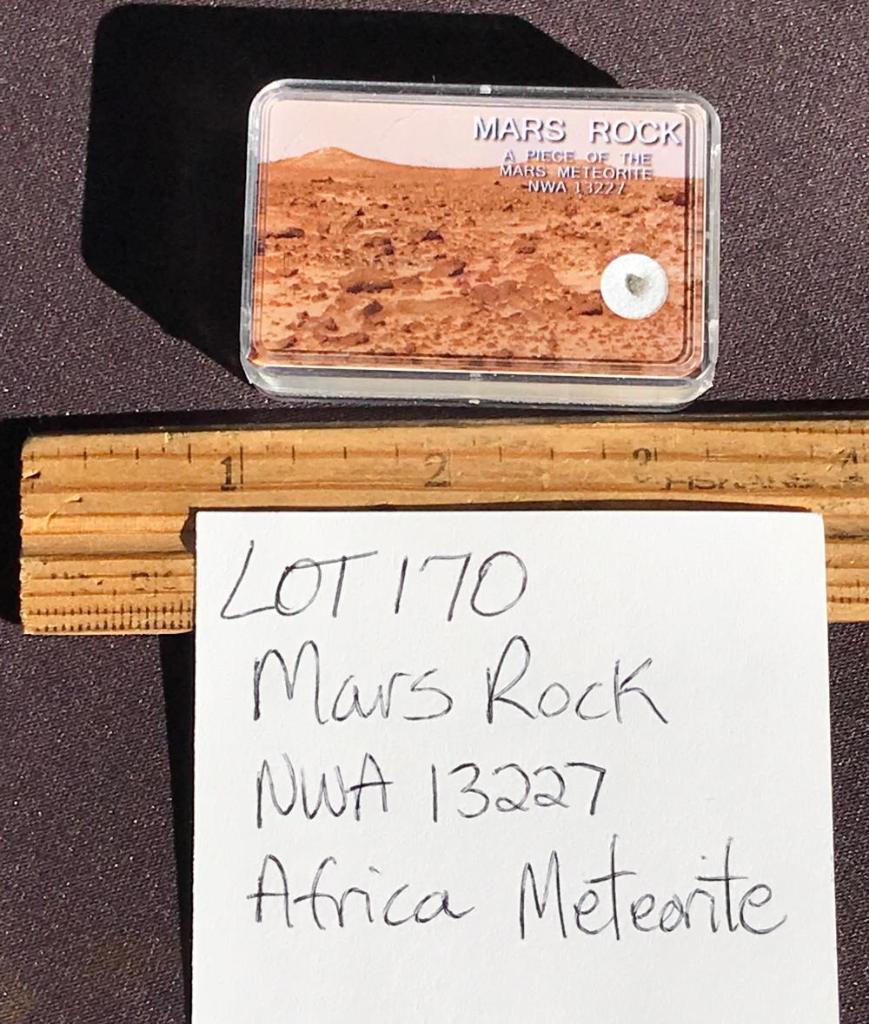 MARS ROCK
A PIECE OF THE
MARS METEORITE
NWA 13227
1 2 3 4
LOT 170
Mars Rock
NWA 13227
Africa Meteorite